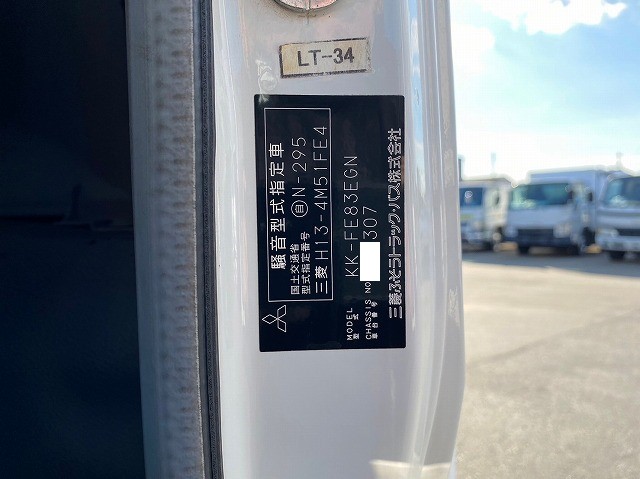 LT-34
騒音型式指定車
国土交通省
型式指定番号 自N-295
三菱 H13-4M51FE4
MODEL
型式 KK-FE83EGN
CHASSIS NO. 307
車台番号
三菱ふそうトラック・バス株式会社